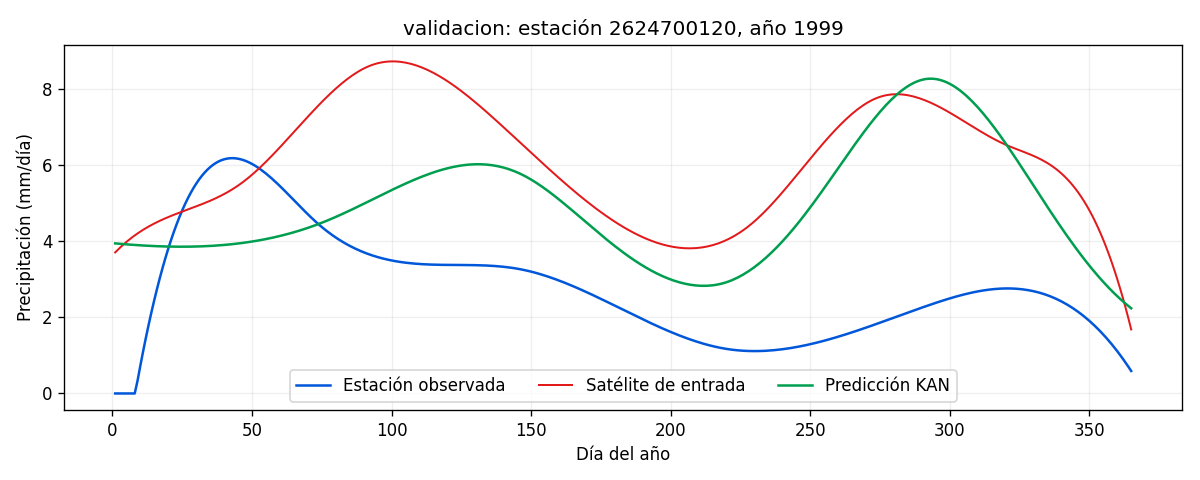 validacion: estación 2624700120, año 1999
Precipitación (mm/día)
8
6
4
2
0
Estación observada
Satélite de entrada
Predicción KAN
0
50
100
150
200
250
300
350
Día del año